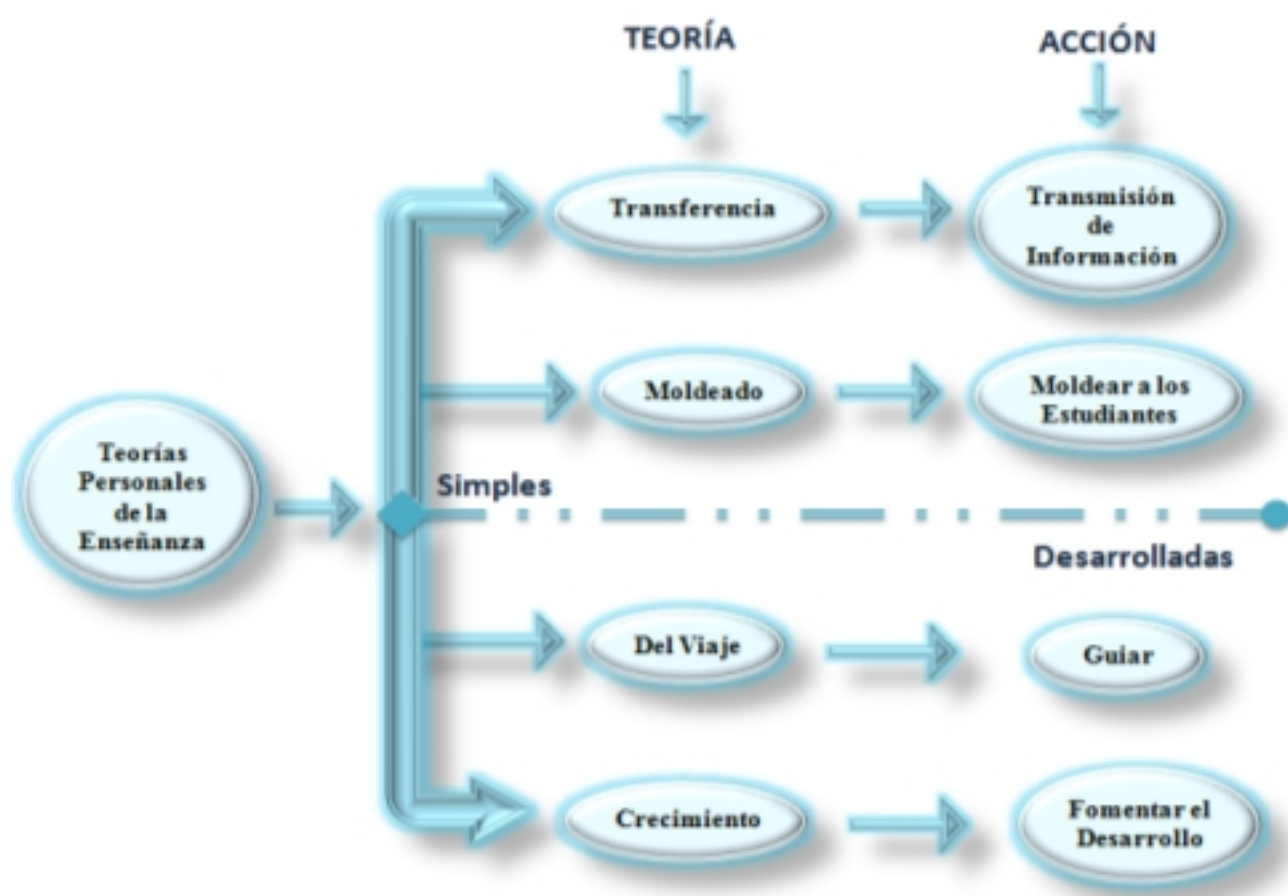 TEORÍA
ACCIÓN
Transferencia
Transmisión
de
Información
Moldeado
Moldear a los
Estudiantes
Teorías
Personales
de la
Enseñanza
Simples
Desarrolladas
Del Viaje
Guiar
Crecimiento
Fomentar el
Desarrollo